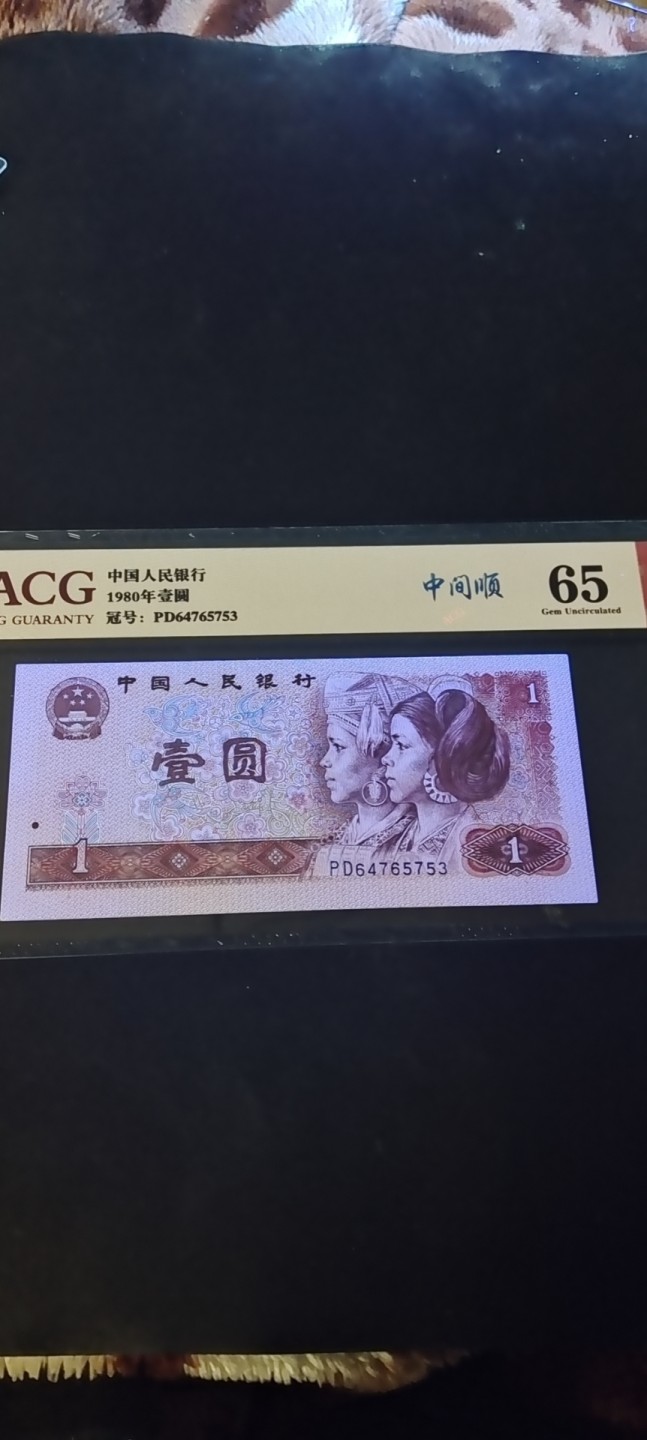 ACG
G GUARANTY
中国人民银行
1980年壹圓
冠号：PD64765753
中间顺
65
Gem Uncirculated
中国人民银行
1
壹圆
1
PD64765753
1